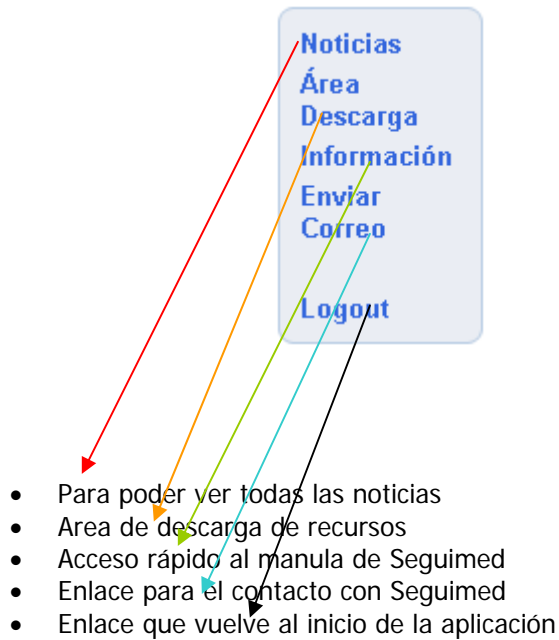 Noticias
Área
Descarga
Información
Enviar
Correo
Logout
• Para poder ver todas las noticias
• Area de descarga de recursos
• Acceso rápido al manula de Seguimed
• Enlace para el contacto con Seguimed
• Enlace que vuelve al inicio de la aplicación